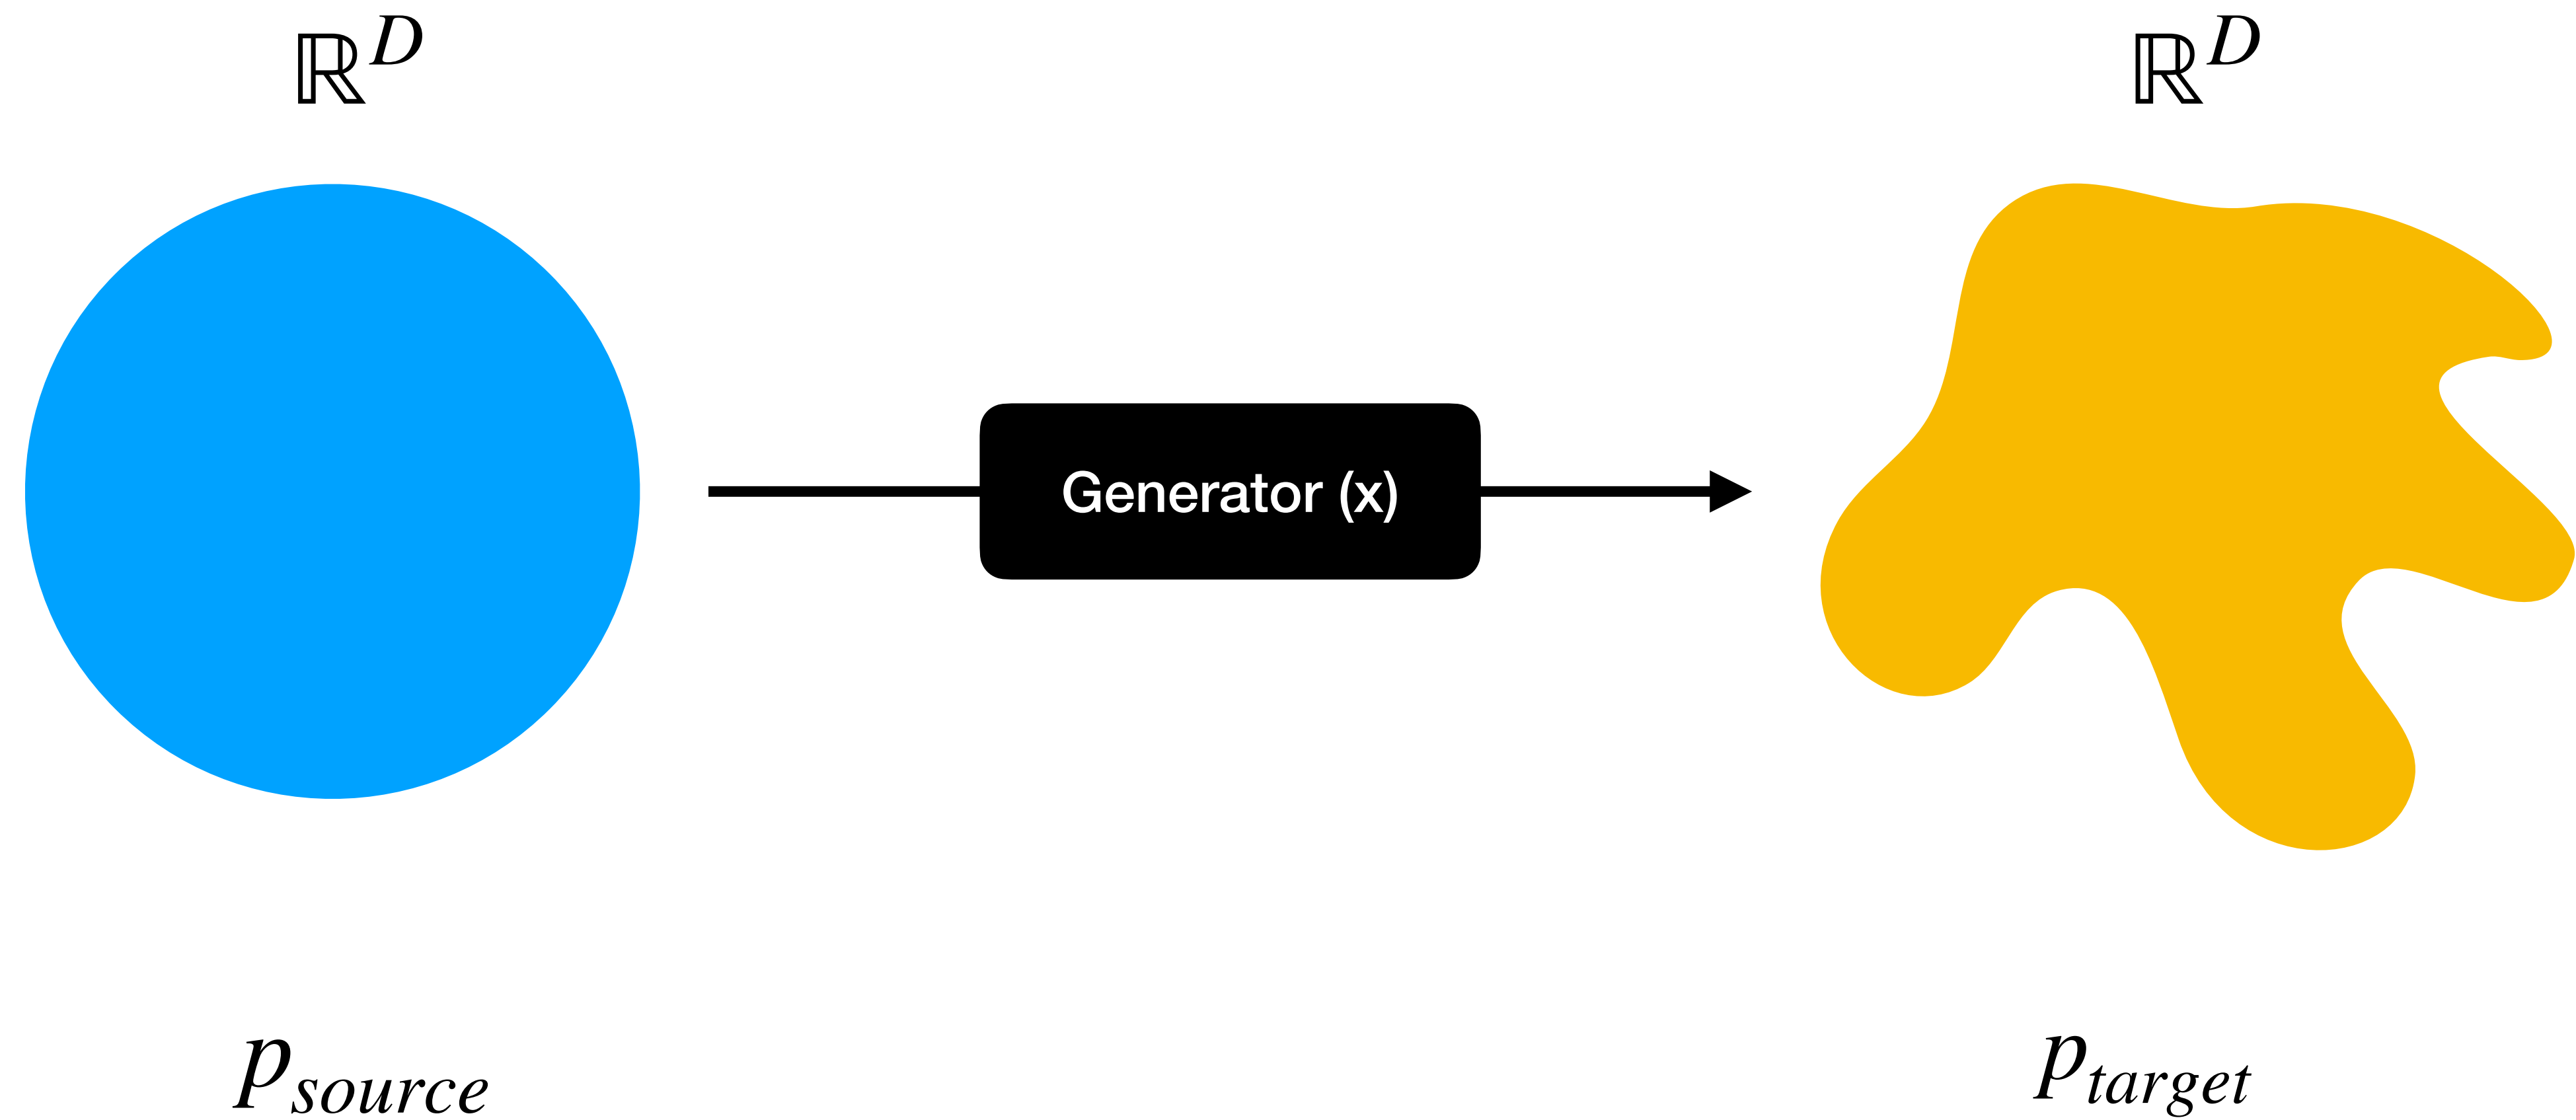 ℝ^D
ℝ^D
Generator (x)
p_source
p_target